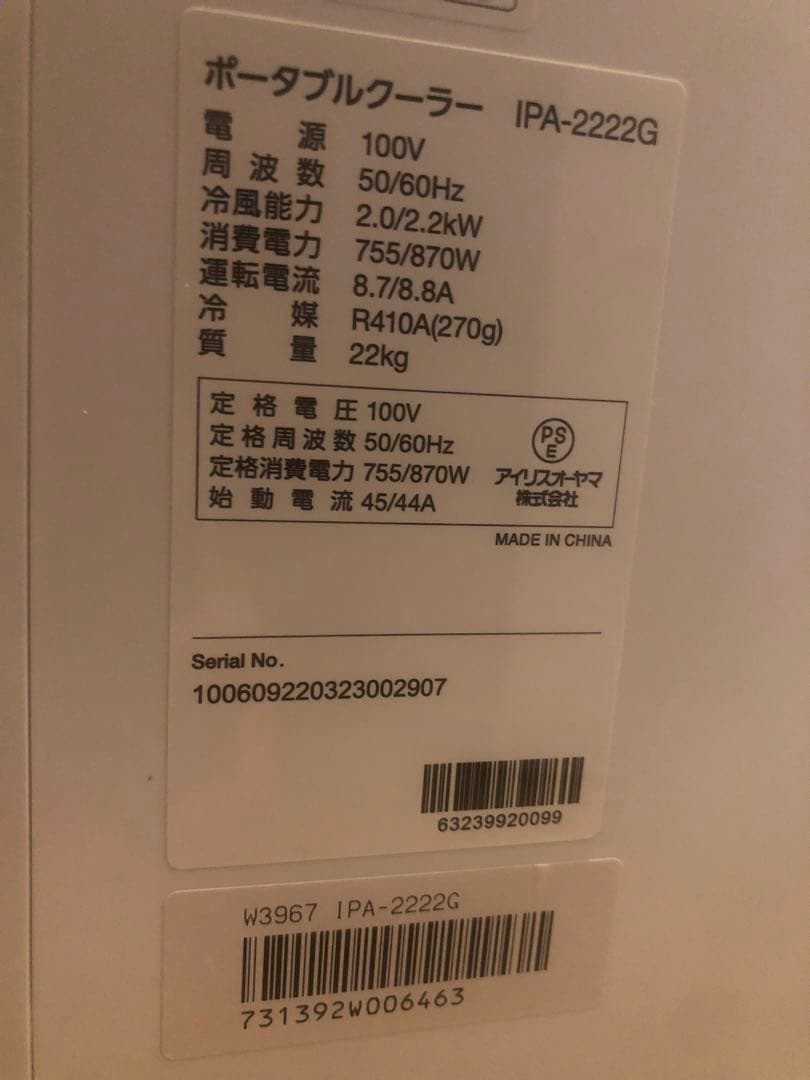 ポータブルクーラー IPA-2222G
電源 100V
周波数 50/60Hz
冷風能力 2.0/2.2kW
消費電力 755/870W
運転電流 8.7/8.8A
冷媒 R410A(270g)
質量 22kg
定格電圧 100V
定格周波数 50/60Hz
定格消費電力 755/870W
始動電流 45/44A
PS
E
アイリスオーヤマ
株式会社
MADE IN CHINA
Serial No.
100609220323002907
63239920099
W3967 IPA-2222G
731392W006463